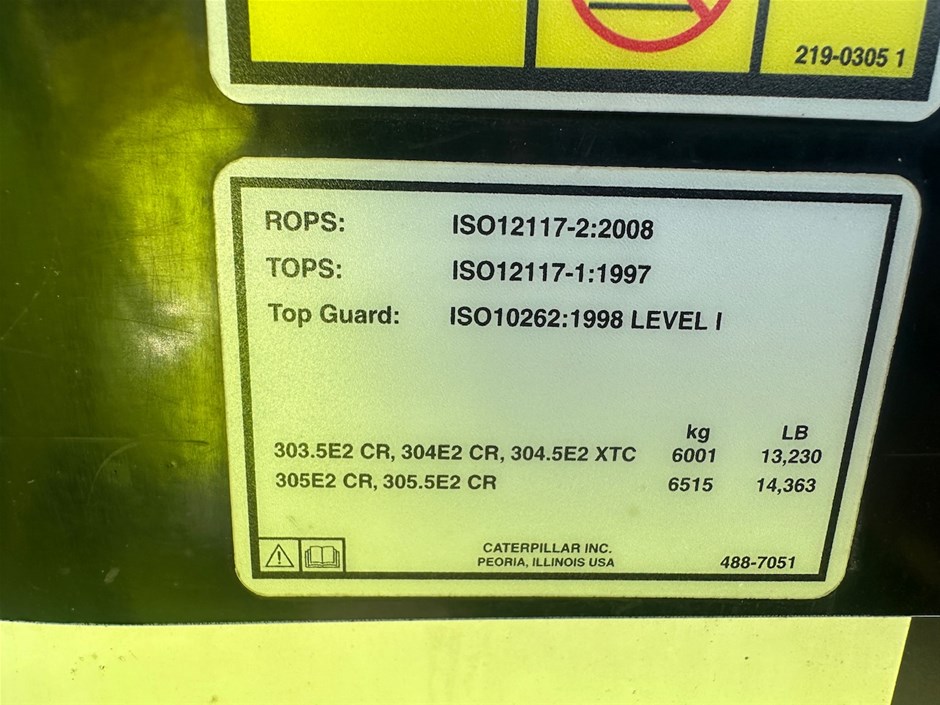 219-0305 1
ROPS: ISO12117-2:2008
TOPS: ISO12117-1:1997
Top Guard: ISO10262:1998 LEVEL I
kg LB
303.5E2 CR, 304E2 CR, 304.5E2 XTC 6001 13,230
305E2 CR, 305.5E2 CR 6515 14,363
CATERPILLAR INC.
PEORIA, ILLINOIS USA 488-7051